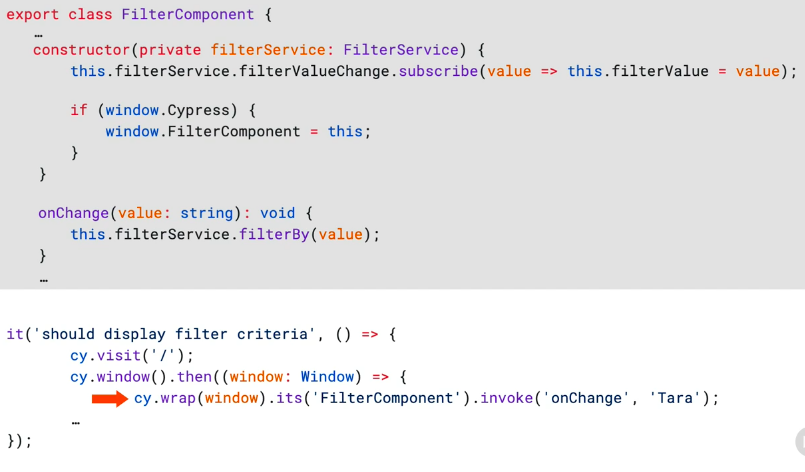 export class FilterComponent {
…
constructor(private filterService: FilterService) {
this.filterService.filterValueChange.subscribe(value => this.filterValue = value);
if (window.Cypress) {
window.FilterComponent = this;
}
}
onChange(value: string): void {
this.filterService.filterBy(value);
}
…
it('should display filter criteria', () => {
cy.visit('/');
cy.window().then((window: Window) => {
cy.wrap(window).its('FilterComponent').invoke('onChange', 'Tara');
…
});